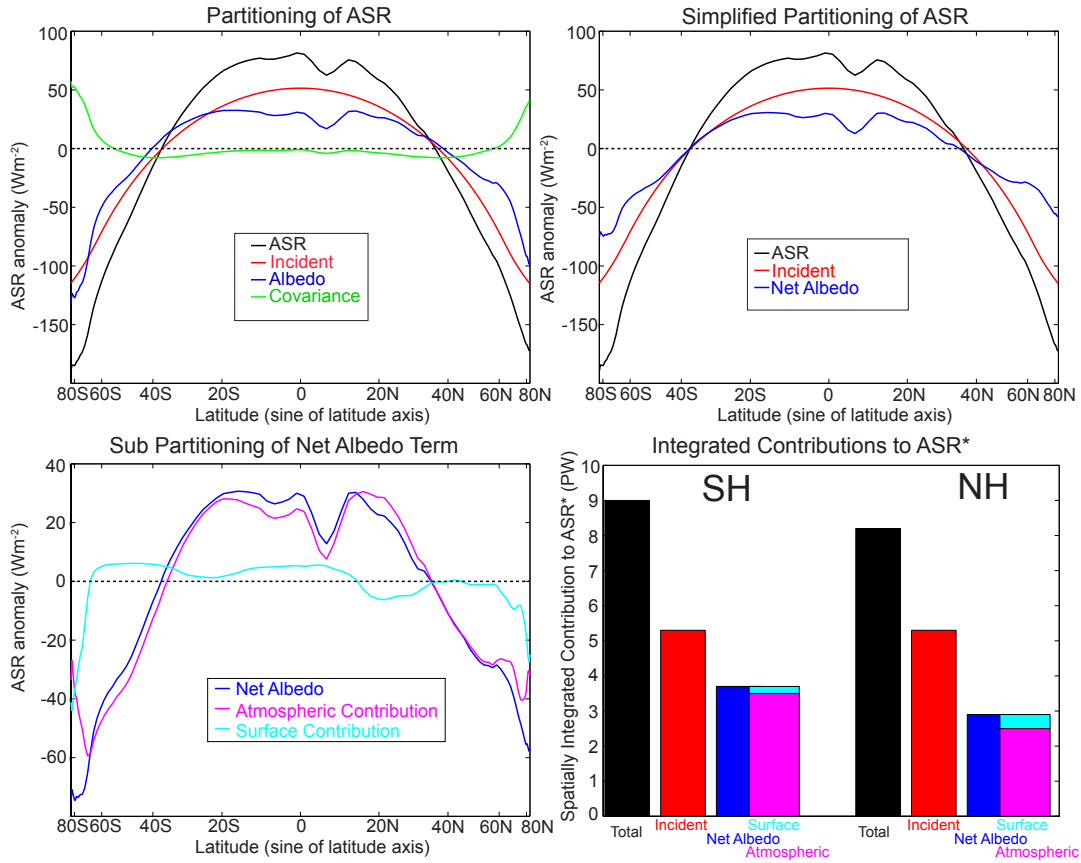 Partitioning of ASR
100
50
0
-50
-100
-150
ASR anomaly (Wm-2)
ASR
Incident
Albedo
Covariance
80S 60S 40S 20S 0 20N 40N 60N 80N
Latitude (sine of latitude axis)
Simplified Partitioning of ASR
100
50
0
-50
-100
-150
ASR anomaly (Wm-2)
ASR
Incident
Net Albedo
80S 60S 40S 20S 0 20N 40N 60N 80N
Latitude (sine of latitude axis)
Sub Partitioning of Net Albedo Term
40
20
0
-20
-40
-60
-80
ASR anomaly (Wm-2)
Net Albedo
Atmospheric Contribution
Surface Contribution
80S 60S 40S 20S 0 20N 40N 60N 80N
Latitude (sine of latitude axis)
Integrated Contributions to ASR*
10
9
8
7
6
5
4
3
2
1
0
Spatially Integrated Contribution to ASR* (PW)
SH NH
Total Incident Surface Total Incident Surface
Net Albedo Net Albedo
Atmospheric Atmospheric